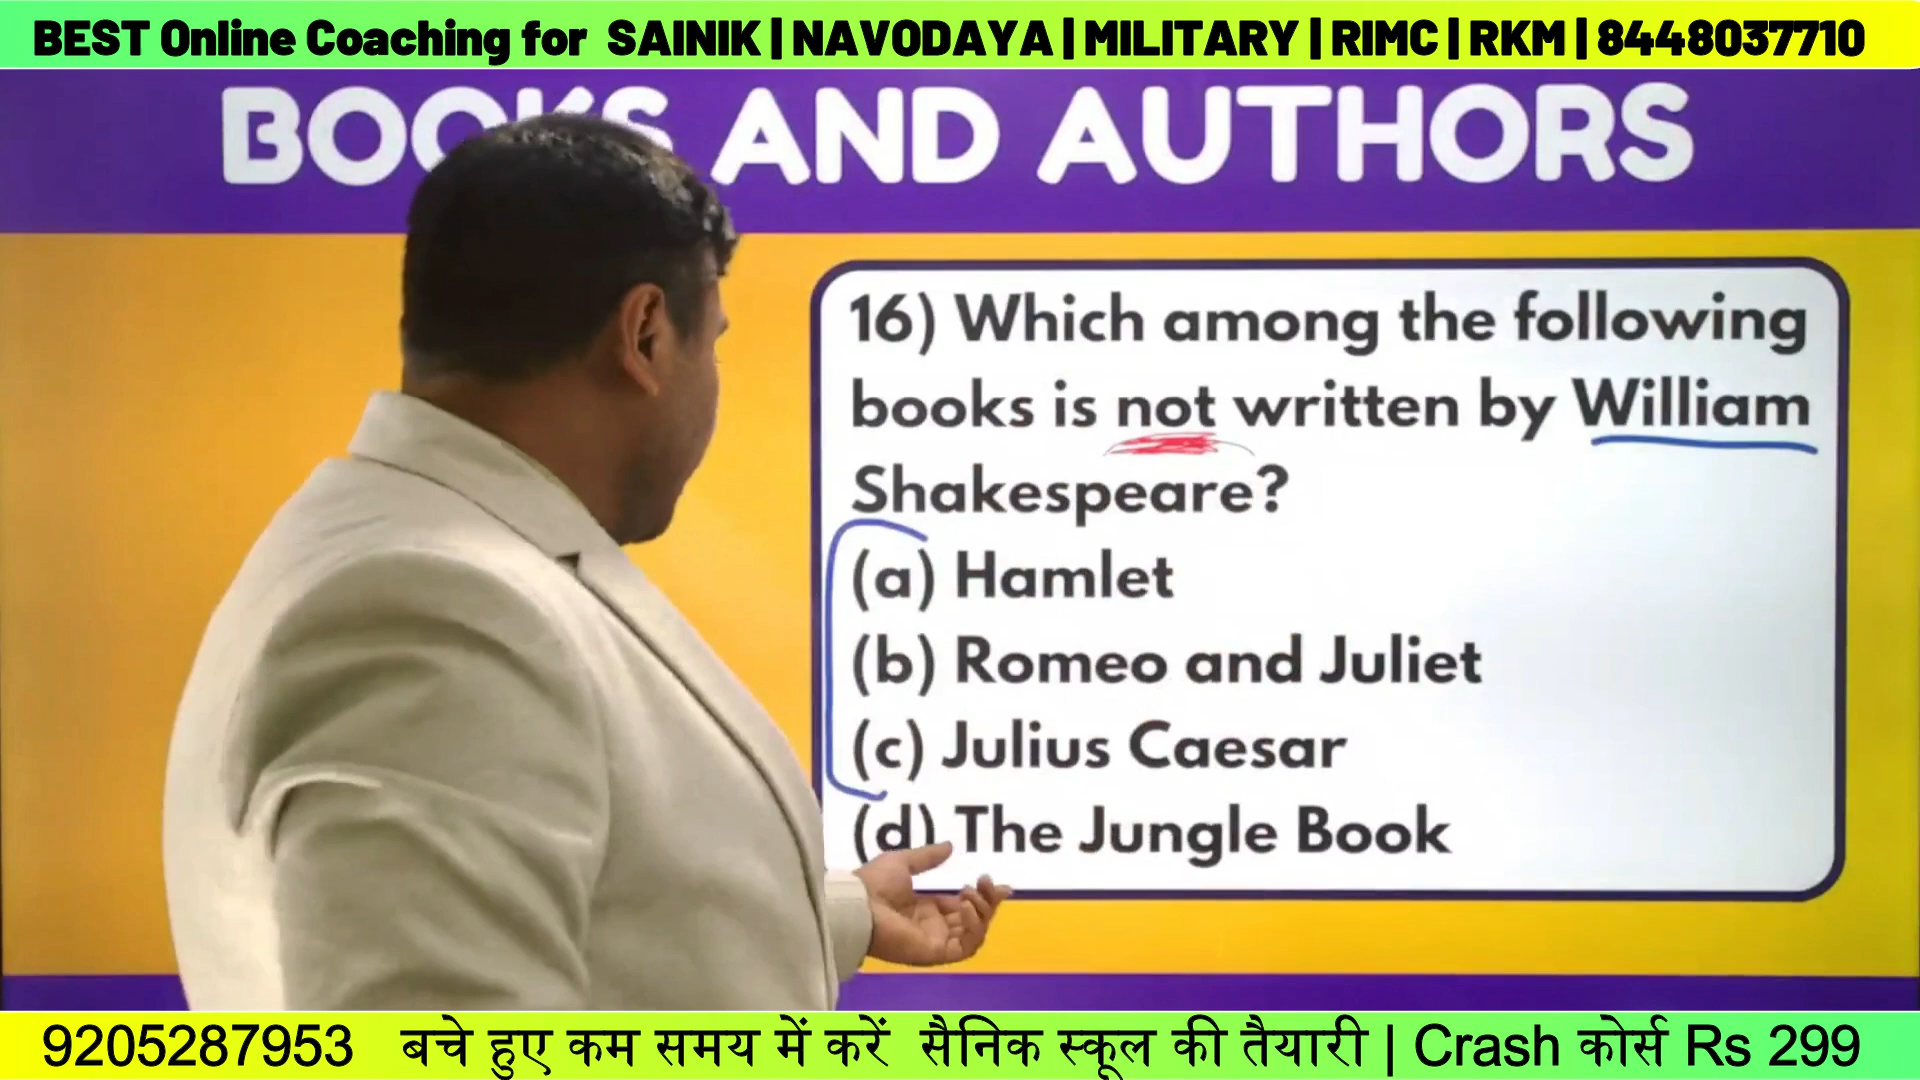 BEST Online Coaching for SAINIK | NAVODAYA | MILITARY | RIMC | RKM | 8448037710
BOOKS AND AUTHORS
16) Which among the following
books is not written by William
Shakespeare?
(a) Hamlet
(b) Romeo and Juliet
(c) Julius Caesar
(d) The Jungle Book
9205287953 बचे हुए कम समय में करें सैनिक स्कूल की तैयारी | Crash कोर्स Rs 299